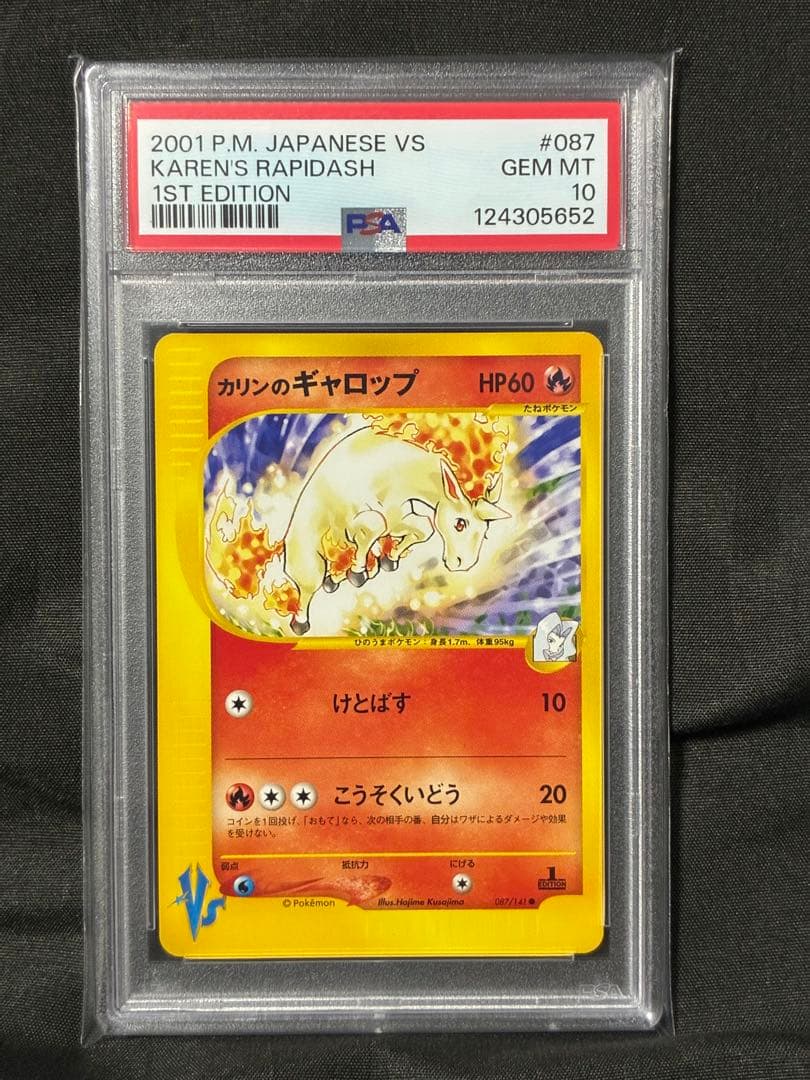 2001 P.M. JAPANESE VS #087
KAREN'S RAPIDASH GEM MT
1ST EDITION 10
PSA 124305652
カリンのギャロップ HP60
たねポケモン
ひのうまポケモン：身長1.7m、体重95kg
けとばす 10
こうそくいどう 20
コインを1回投げ、「おもて」なら、次の相手の番、自分はワザによるダメージや効果
を受けない。
弱点 抵抗力 にげる
1
EDITION
VS
©Pokémon Illus.Hajime Kusajima 087/141
PSA